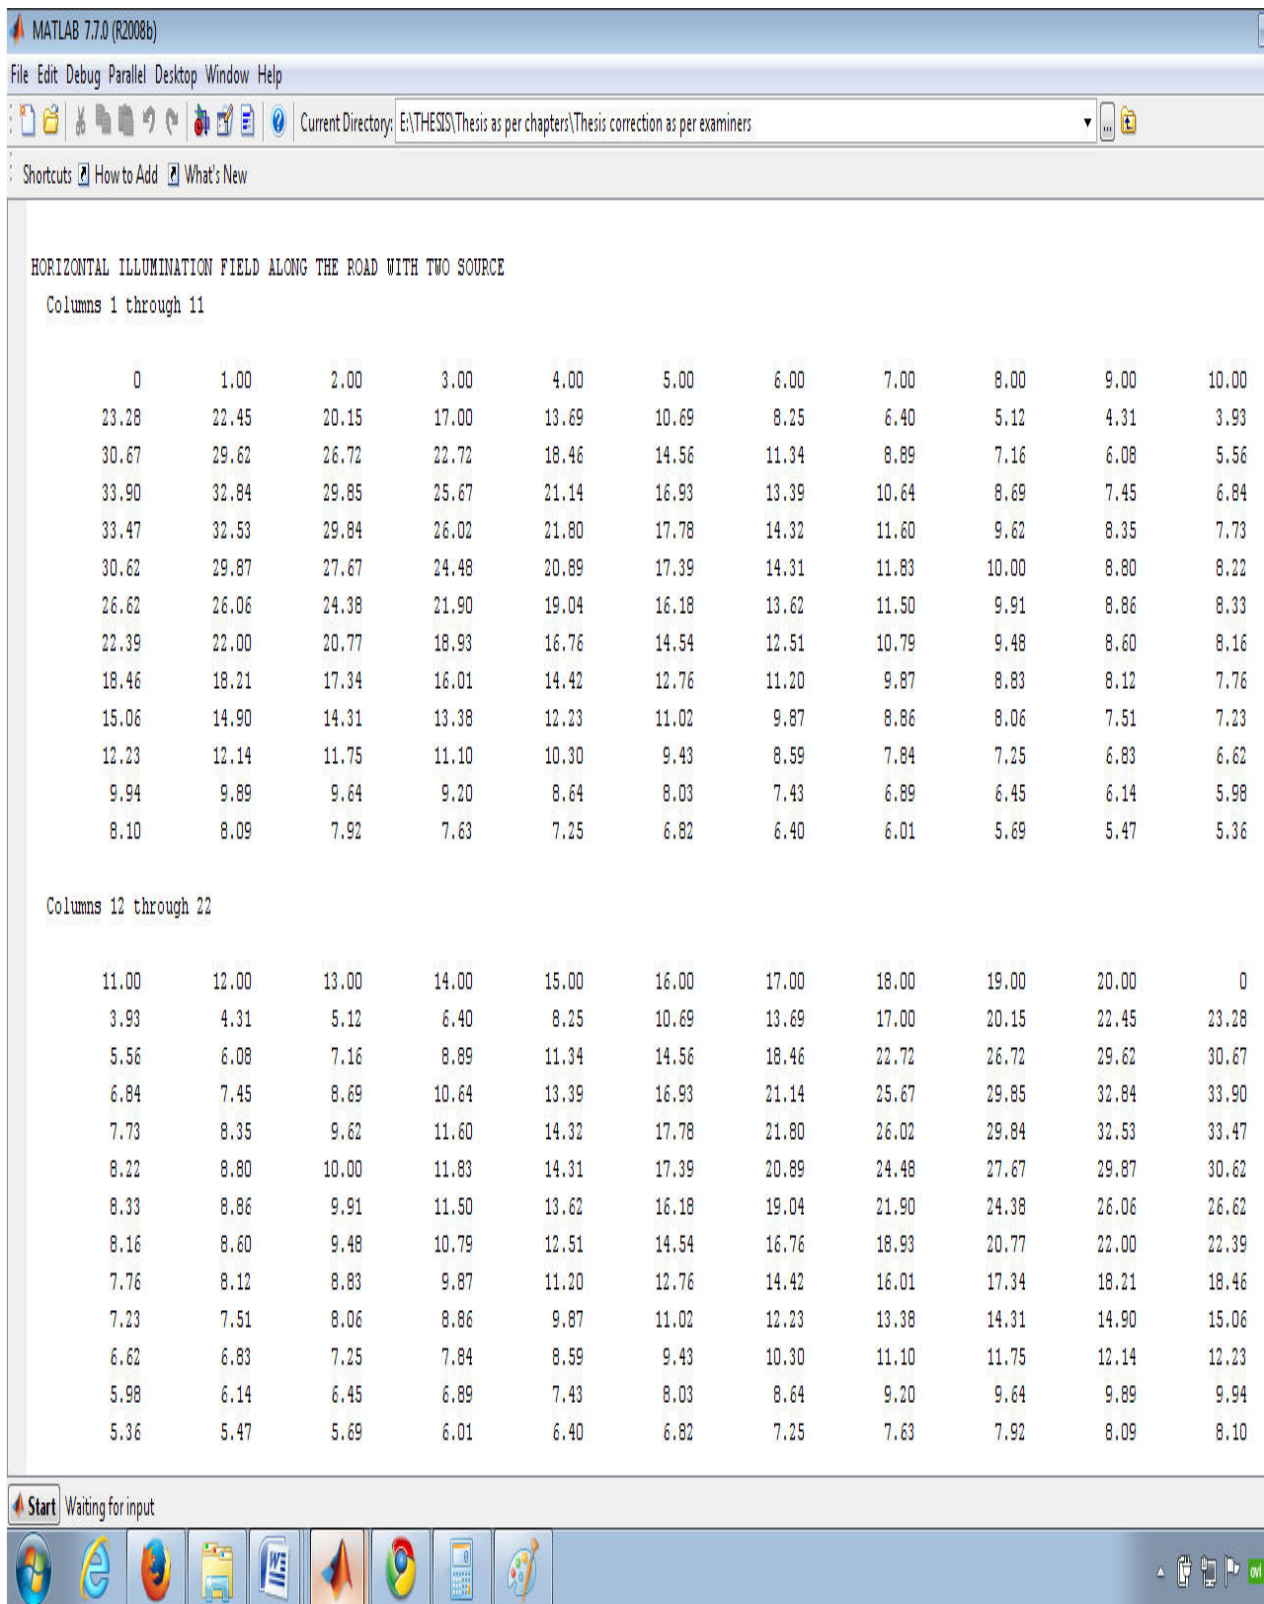 MATLAB 7.7.0 (R2008b)
File Edit Debug Parallel Desktop Window Help
Current Directory: E:\THESIS\Thesis as per chapters\Thesis correction as per examiners
Shortcuts How to Add What's New
HORIZONTAL ILLUMINATION FIELD ALONG THE ROAD WITH TWO SOURCE
Columns 1 through 11
0 1.00 2.00 3.00 4.00 5.00 6.00 7.00 8.00 9.00 10.00
23.28 22.45 20.15 17.00 13.69 10.69 8.25 6.40 5.12 4.31 3.93
30.67 29.62 26.72 22.72 18.46 14.56 11.34 8.89 7.16 6.08 5.56
33.90 32.84 29.85 25.67 21.14 16.93 13.39 10.64 8.69 7.45 6.84
33.47 32.53 29.84 26.02 21.80 17.78 14.32 11.60 9.62 8.35 7.73
30.62 29.87 27.67 24.48 20.89 17.39 14.31 11.83 10.00 8.80 8.22
26.62 26.06 24.38 21.90 19.04 16.18 13.62 11.50 9.91 8.86 8.33
22.39 22.00 20.77 18.93 16.76 14.54 12.51 10.79 9.48 8.60 8.16
18.46 18.21 17.34 16.01 14.42 12.76 11.20 9.87 8.83 8.12 7.76
15.06 14.90 14.31 13.38 12.23 11.02 9.87 8.86 8.06 7.51 7.23
12.23 12.14 11.75 11.10 10.30 9.43 8.59 7.84 7.25 6.83 6.62
9.94 9.89 9.64 9.20 8.64 8.03 7.43 6.89 6.45 6.14 5.98
8.10 8.09 7.92 7.63 7.25 6.82 6.40 6.01 5.69 5.47 5.36
Columns 12 through 22
11.00 12.00 13.00 14.00 15.00 16.00 17.00 18.00 19.00 20.00 0
3.93 4.31 5.12 6.40 8.25 10.69 13.69 17.00 20.15 22.45 23.28
5.56 6.08 7.16 8.89 11.34 14.56 18.46 22.72 26.72 29.62 30.67
6.84 7.45 8.69 10.64 13.39 16.93 21.14 25.67 29.85 32.84 33.90
7.73 8.35 9.62 11.60 14.32 17.78 21.80 26.02 29.84 32.53 33.47
8.22 8.80 10.00 11.83 14.31 17.39 20.89 24.48 27.67 29.87 30.62
8.33 8.86 9.91 11.50 13.62 16.18 19.04 21.90 24.38 26.06 26.62
8.16 8.60 9.48 10.79 12.51 14.54 16.76 18.93 20.77 22.00 22.39
7.76 8.12 8.83 9.87 11.20 12.76 14.42 16.01 17.34 18.21 18.46
7.23 7.51 8.06 8.86 9.87 11.02 12.23 13.38 14.31 14.90 15.06
6.62 6.83 7.25 7.84 8.59 9.43 10.30 11.10 11.75 12.14 12.23
5.98 6.14 6.45 6.89 7.43 8.03 8.64 9.20 9.64 9.89 9.94
5.36 5.47 5.69 6.01 6.40 6.82 7.25 7.63 7.92 8.09 8.10
Start Waiting for input
ovi